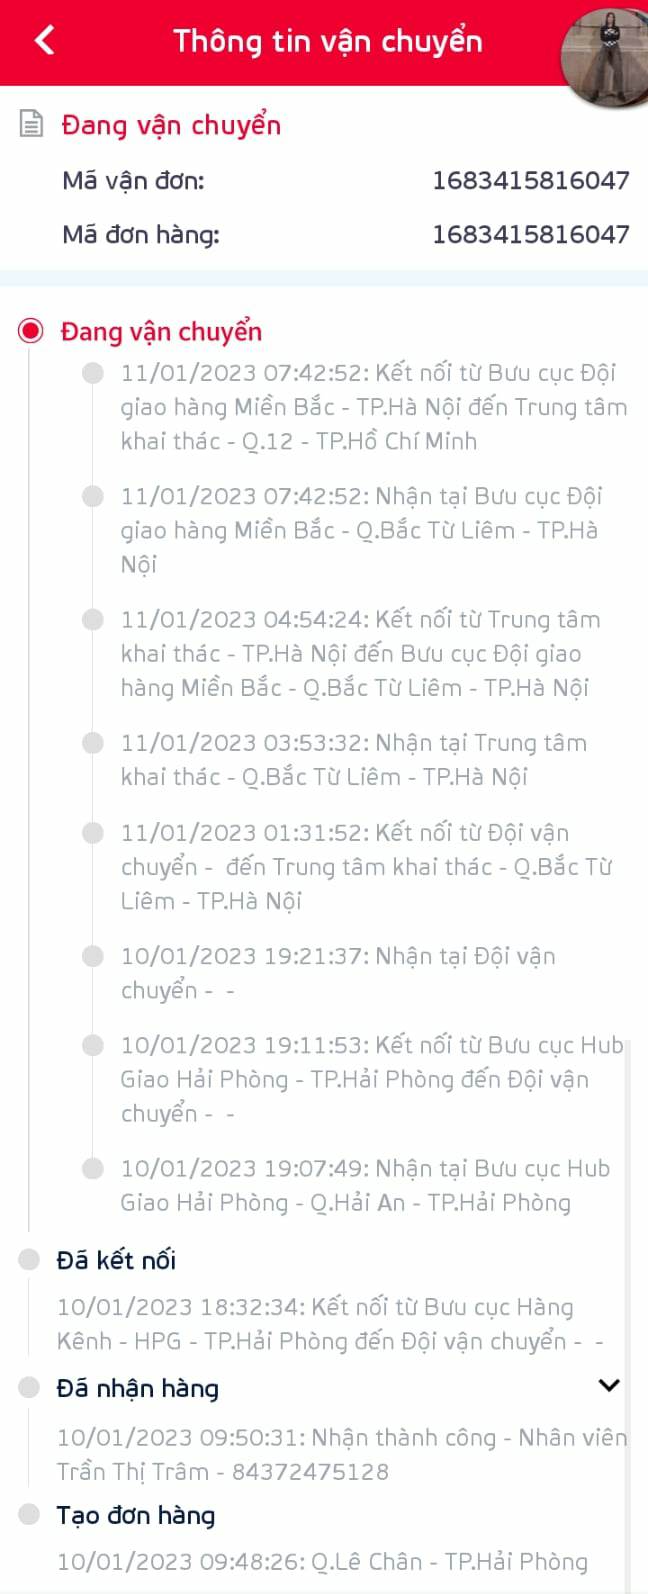 Thông tin vận chuyển
Đang vận chuyển
Mã vận đơn: 1683415816047
Mã đơn hàng: 1683415816047
Đang vận chuyển
11/01/2023 07:42:52: Kết nối từ Bưu cục Đội
giao hàng Miền Bắc - TP.Hà Nội đến Trung tâm
khai thác - Q.12 - TP.Hồ Chí Minh
11/01/2023 07:42:52: Nhận tại Bưu cục Đội
giao hàng Miền Bắc - Q.Bắc Từ Liêm - TP.Hà
Nội
11/01/2023 04:54:24: Kết nối từ Trung tâm
khai thác - TP.Hà Nội đến Bưu cục Đội giao
hàng Miền Bắc - Q.Bắc Từ Liêm - TP.Hà Nội
11/01/2023 03:53:32: Nhận tại Trung tâm
khai thác - Q.Bắc Từ Liêm - TP.Hà Nội
11/01/2023 01:31:52: Kết nối từ Đội vận
chuyển -  đến Trung tâm khai thác - Q.Bắc Từ
Liêm - TP.Hà Nội
10/01/2023 19:21:37: Nhận tại Đội vận
chuyển -  -
10/01/2023 19:11:53: Kết nối từ Bưu cục Hub
Giao Hải Phòng - TP.Hải Phòng đến Đội vận
chuyển -  -
10/01/2023 19:07:49: Nhận tại Bưu cục Hub
Giao Hải Phòng - Q.Hải An - TP.Hải Phòng
Đã kết nối
10/01/2023 18:32:34: Kết nối từ Bưu cục Hàng
Kênh - HPG - TP.Hải Phòng đến Đội vận chuyển -  -
Đã nhận hàng
10/01/2023 09:50:31: Nhận thành công - Nhân viên
Trần Thị Trâm - 84372475128
Tạo đơn hàng
10/01/2023 09:48:26: Q.Lê Chân - TP.Hải Phòng